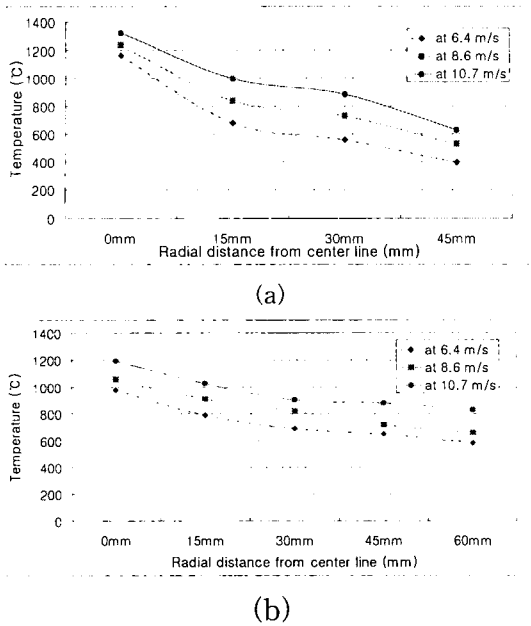 1400
1200
1000
800
600
400
200
0
Temperature (℃)
at 6.4 m/s
at 8.6 m/s
at 10.7 m/s
0mm 15mm 30mm 45mm
Radial distance from center line (mm)
(a)
1400
1200
1000
800
600
400
200
0
Temperature (℃)
at 6.4 m/s
at 8.6 m/s
at 10.7 m/s
0mm 15mm 30mm 45mm 60mm
Radial distance from center line (mm)
(b)